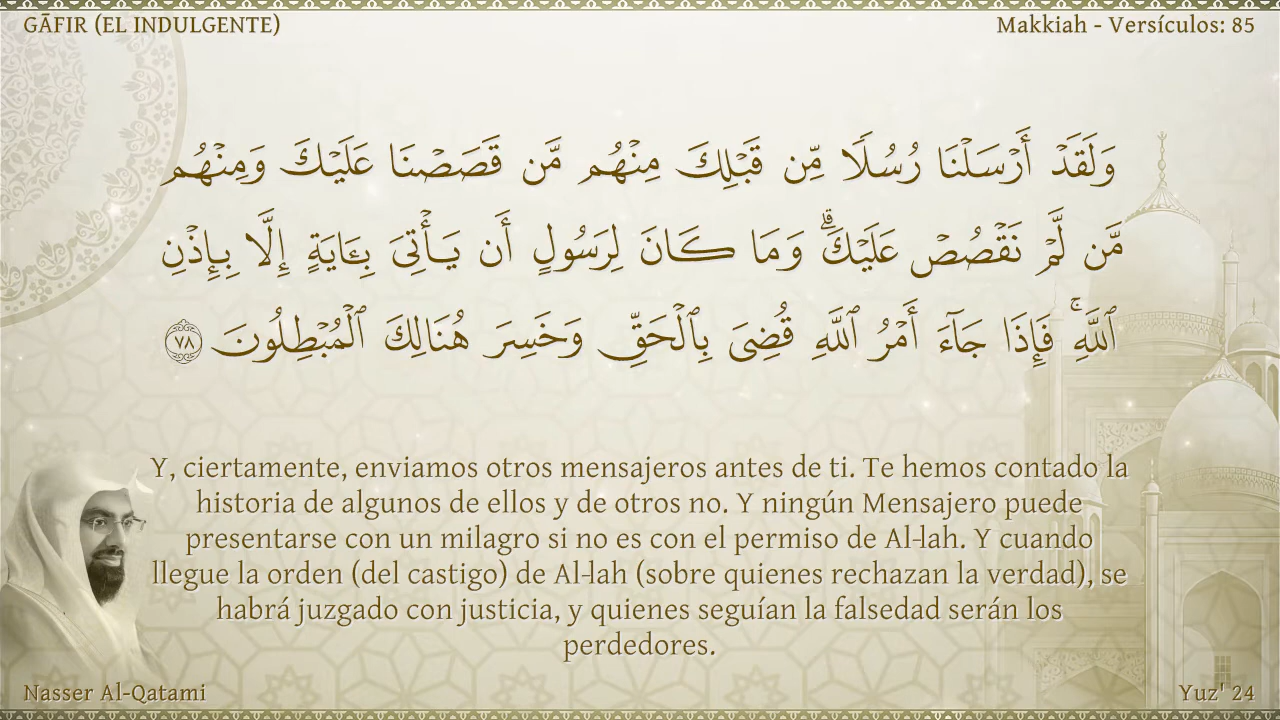 GĀFIR (EL INDULGENTE)
Makkiah - Versículos: 85
وَلَقَدْ أَرْسَلْنَا رُسُلًا مِّن قَبْلِكَ مِنْهُم مَّن قَصَصْنَا عَلَيْكَ وَمِنْهُم
مَّن لَّمْ نَقْصُصْ عَلَيْكَ ۗ وَمَا كَانَ لِرَسُولٍ أَن يَأْتِىَ بِـَٔايَةٍ إِلَّا بِإِذْنِ
ٱللَّهِ ۚ فَإِذَا جَآءَ أَمْرُ ٱللَّهِ قُضِىَ بِٱلْحَقِّ وَخَسِرَ هُنَالِكَ ٱلْمُبْطِلُونَ ٧٨
Y, ciertamente, enviamos otros mensajeros antes de ti. Te hemos contado la
historia de algunos de ellos y de otros no. Y ningún Mensajero puede
presentarse con un milagro si no es con el permiso de Al-lah. Y cuando
llegue la orden (del castigo) de Al-lah (sobre quienes rechazan la verdad), se
habrá juzgado con justicia, y quienes seguían la falsedad serán los
perdedores.
Nasser Al-Qatami
Yuz' 24